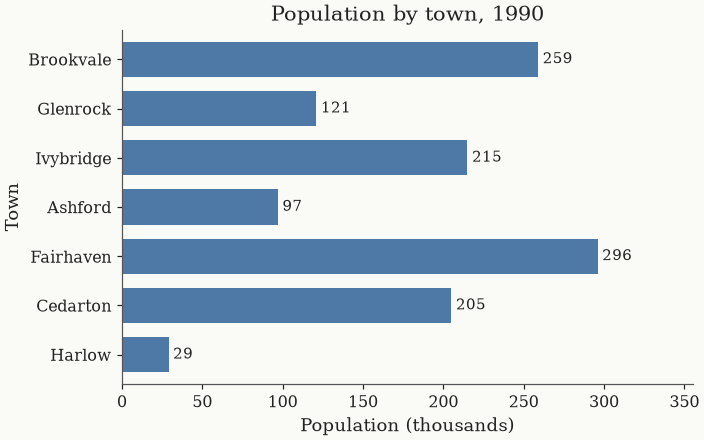 Population by town, 1990
Town
Brookvale 259
Glenrock 121
Ivybridge 215
Ashford 97
Fairhaven 296
Cedarton 205
Harlow 29
0 50 100 150 200 250 300 350
Population (thousands)